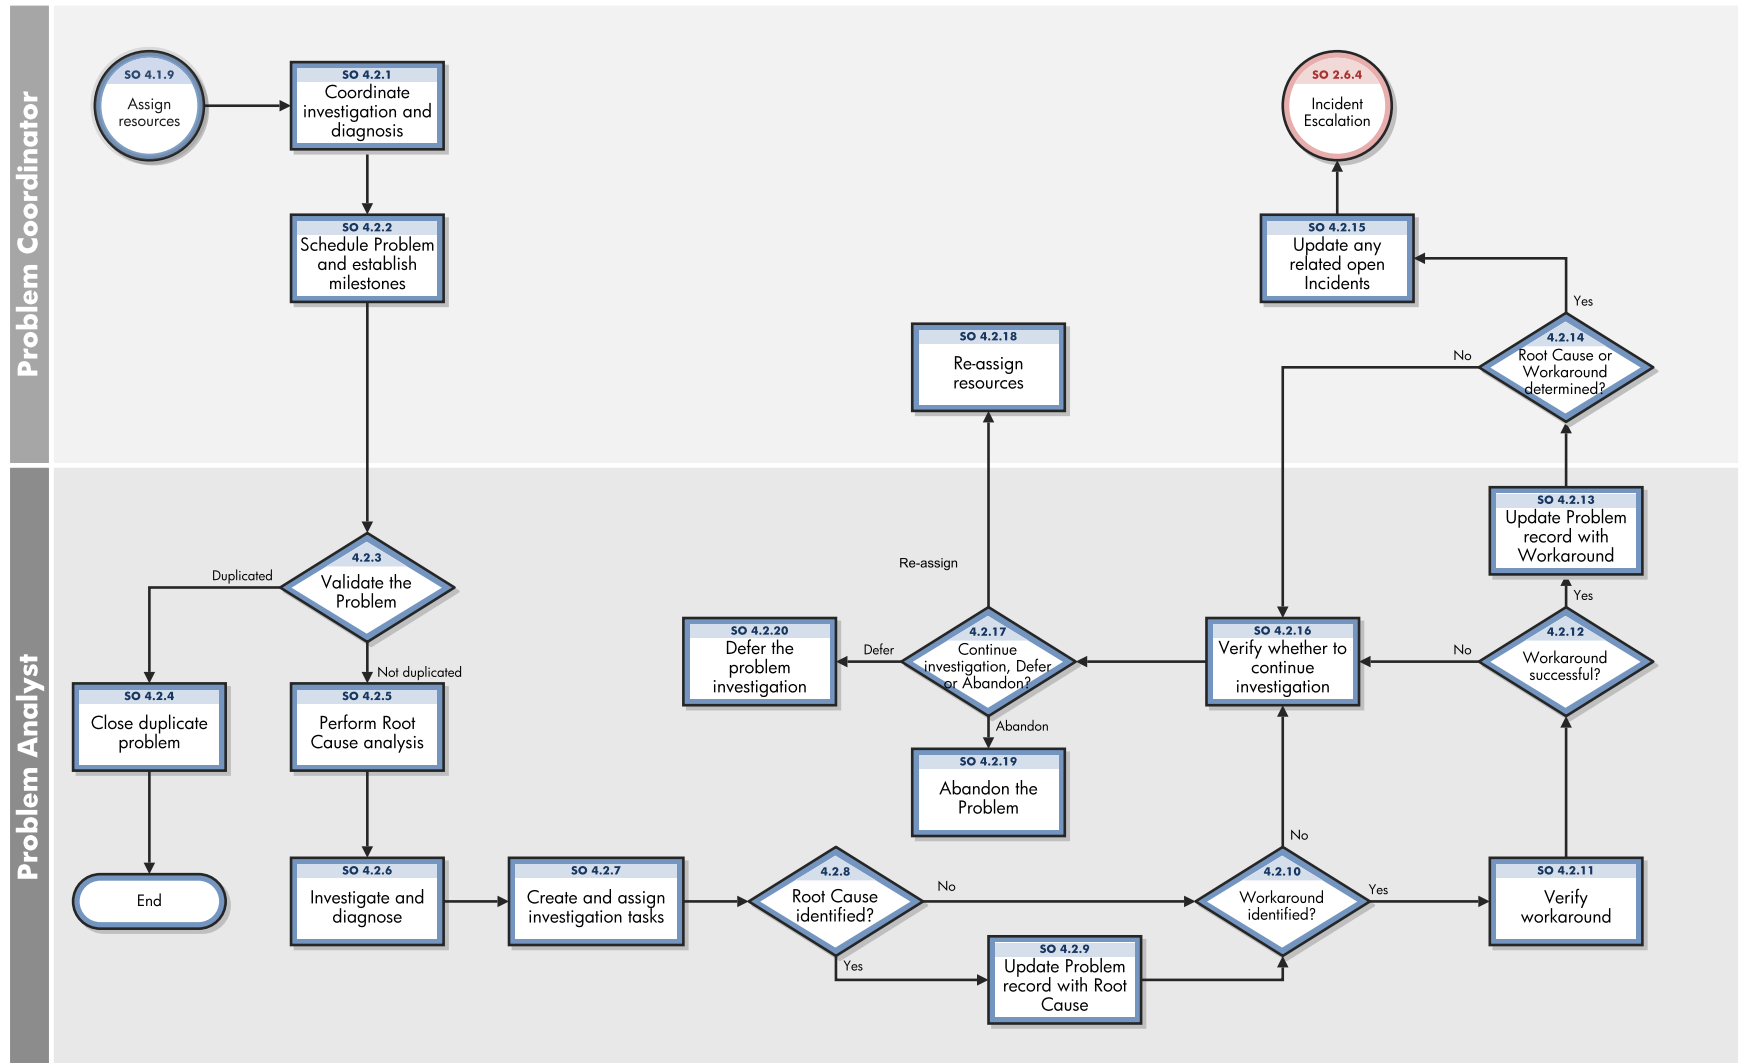 Problem Coordinator
SO 4.1.9
Assign
resources
SO 4.2.1
Coordinate
investigation and
diagnosis
SO 2.6.4
Incident
Escalation
SO 4.2.2
Schedule Problem
and establish
milestones
SO 4.2.15
Update any
related open
Incidents
Yes
SO 4.2.18
Re-assign
resources
No
4.2.14
Root Cause or
Workaround
determined?
Problem Analyst
SO 4.2.13
Update Problem
record with
Workaround
4.2.3
Validate the
Problem
Duplicated
Not duplicated
Re-assign
Yes
SO 4.2.20
Defer the
problem
investigation
Defer
4.2.17
Continue
investigation, Defer
or Abandon?
SO 4.2.16
Verify whether to
continue
investigation
No
4.2.12
Workaround
successful?
SO 4.2.4
Close duplicate
problem
SO 4.2.5
Perform Root
Cause analysis
Abandon
SO 4.2.19
Abandon the
Problem
No
End
SO 4.2.6
Investigate and
diagnose
SO 4.2.7
Create and assign
investigation tasks
4.2.8
Root Cause
identified?
No
4.2.10
Workaround
identified?
Yes
SO 4.2.11
Verify
workaround
Yes
SO 4.2.9
Update Problem
record with Root
Cause